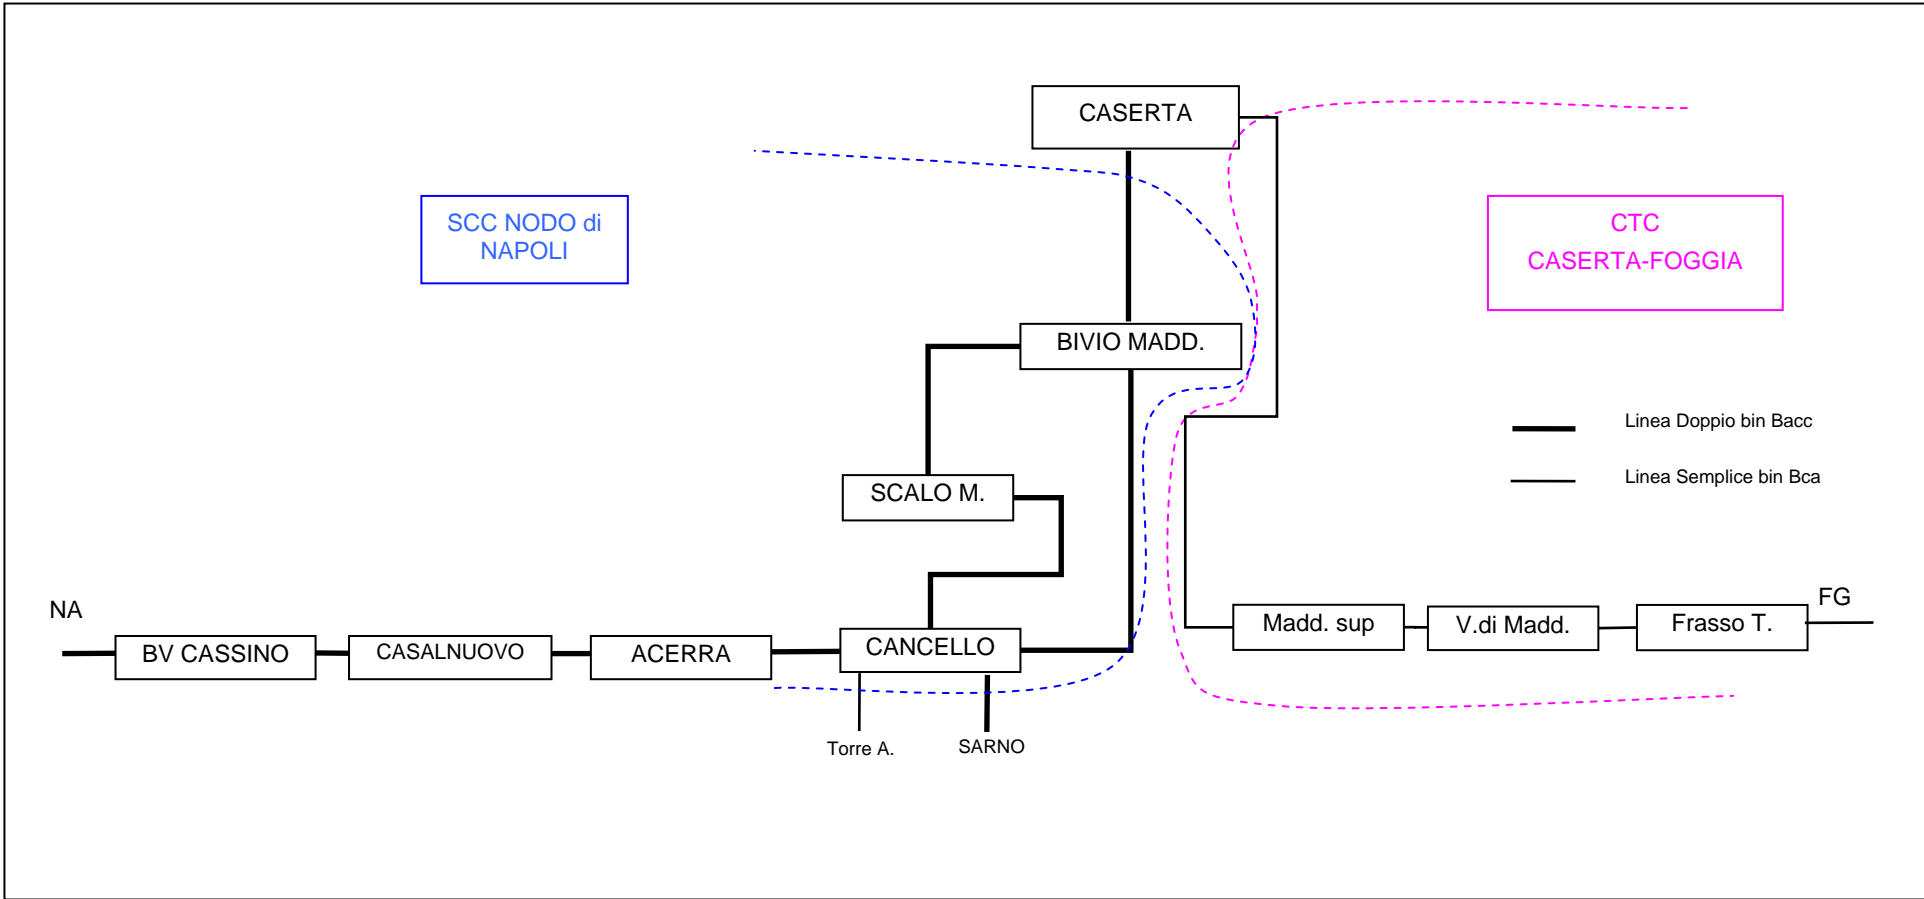 CASERTA
SCC NODO di
NAPOLI
CTC
CASERTA-FOGGIA
BIVIO MADD.
Linea Doppio bin Bacc
Linea Semplice bin Bca
SCALO M.
NA
BV CASSINO
CASALNUOVO
ACERRA
CANCELLO
Madd. sup
V.di Madd.
Frasso T.
FG
Torre A.
SARNO